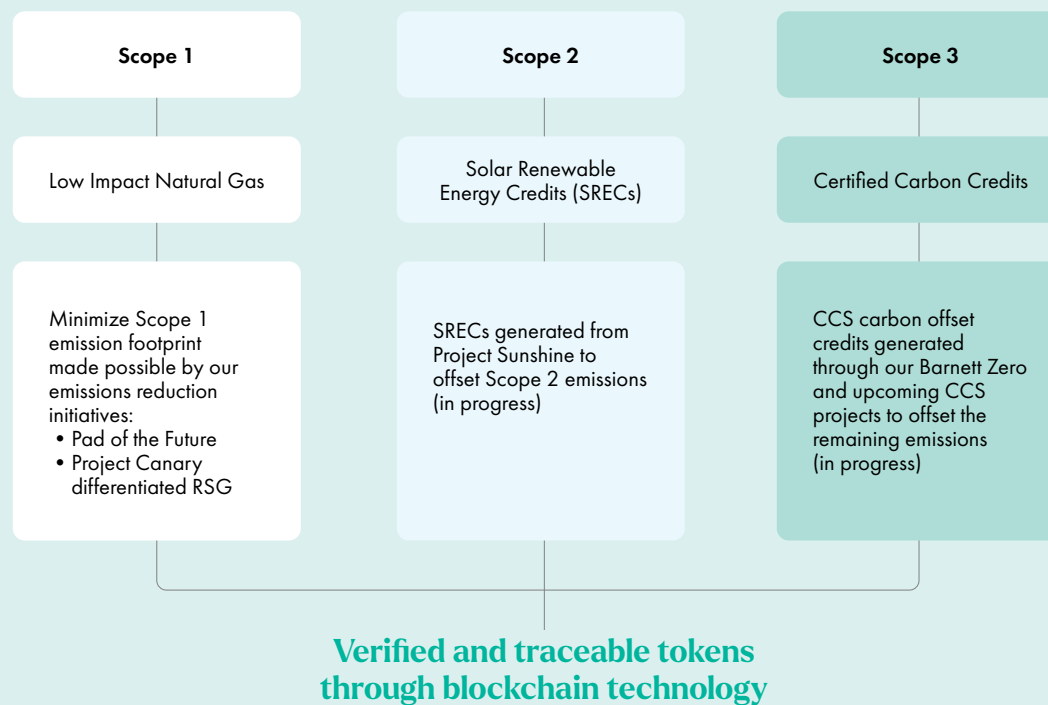 Scope 1
Low Impact Natural Gas
Minimize Scope 1
emission footprint
made possible by our
emissions reduction
initiatives:
• Pad of the Future
• Project Canary
differentiated RSG
Scope 2
Solar Renewable
Energy Credits (SRECs)
SRECs generated from
Project Sunshine to
offset Scope 2 emissions
(in progress)
Scope 3
Certified Carbon Credits
CCS carbon offset
credits generated
through our Barnett Zero
and upcoming CCS
projects to offset the
remaining emissions
(in progress)
Verified and traceable tokens
through blockchain technology